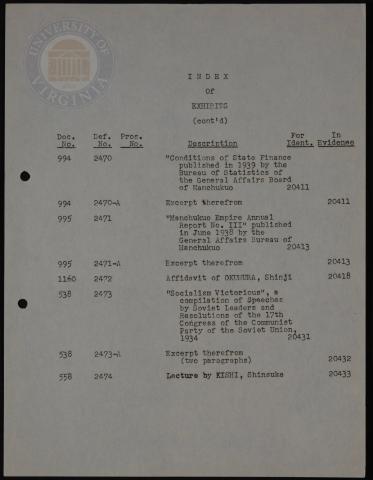 UNIVERSITY OF VIRGINIA
I N D E X
Of
EXHIBITS
(cont'd)
Doc. Def. Pros. For In
No. No. No. Description Ident. Evidence
994 2470 "Conditions of State Finance
published in 1939 by the
Bureau of Statistics of
the General Affairs Board
of Manchukuo 20411
994 2470-A Excerpt therefrom 20411
995 2471 "Manchukuo Empire Annual
Report No. III" published
in June 1938 by the
General Affairs Bureau of
Manchukuo 20413
995 2471-A Excerpt therefrom 20413
1160 2472 Affidavit of OKUMURA, Shinji 20418
538 2473 "Socialism Victorious", a
compilation of Speeches
by Soviet Leaders and
Resolutions of the 17th
Congress of the Communist
Party of the Soviet Union,
1934 20431
538 2473-A Excerpt therefrom
(two paragraphs) 20432
558 2474 Lecture by KISHI, Shinsuke 20433